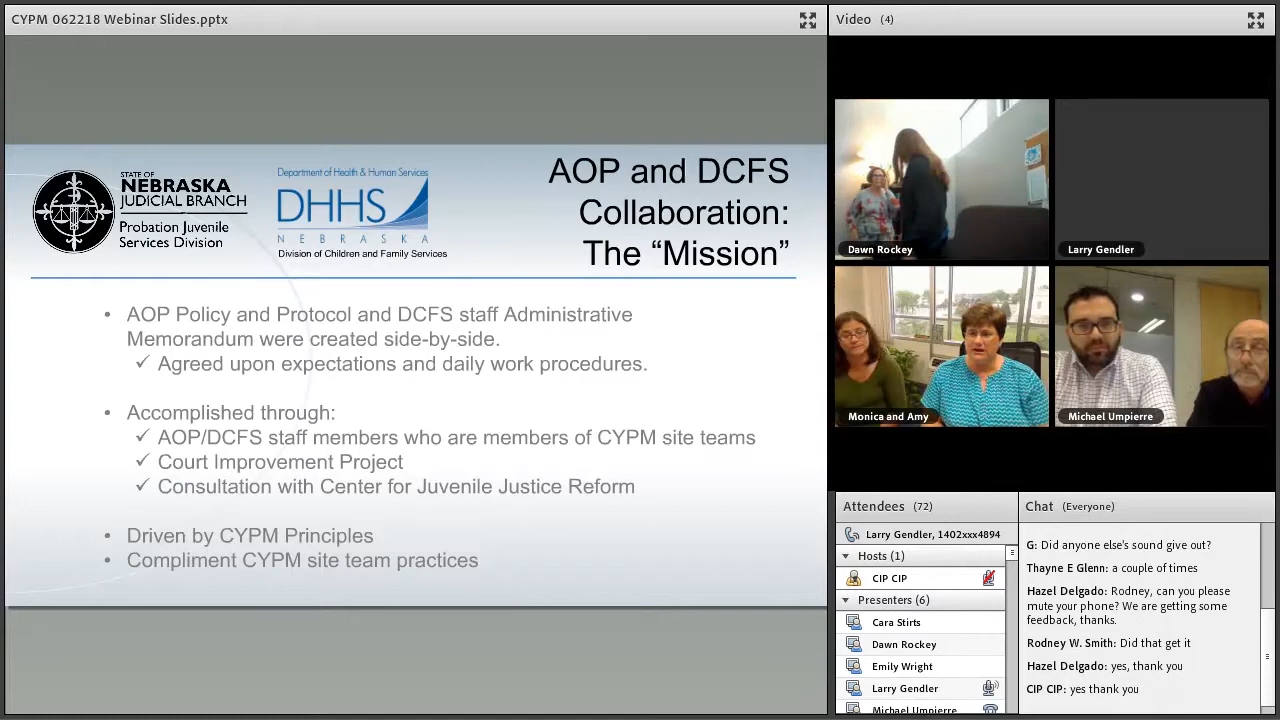 CYPM 062218 Webinar Slides.pptx
STATE OF
NEBRASKA
JUDICIAL BRANCH
Probation Juvenile
Services Division
Department of Health & Human Services
DHHS
NEBRASKA
Division of Children and Family Services
AOP and DCFS
Collaboration:
The “Mission”
• AOP Policy and Protocol and DCFS staff Administrative
Memorandum were created side-by-side.
✓ Agreed upon expectations and daily work procedures.
• Accomplished through:
✓ AOP/DCFS staff members who are members of CYPM site teams
✓ Court Improvement Project
✓ Consultation with Center for Juvenile Justice Reform
• Driven by CYPM Principles
• Compliment CYPM site team practices
Video (4)
Dawn Rockey
Larry Gendler
Monica and Amy
Michael Umpierre
Attendees (72)
Larry Gendler, 1402xxx4894
Hosts (1)
CIP CIP
Presenters (6)
Cara Stirts
Dawn Rockey
Emily Wright
Larry Gendler
Michael Umpierre
Chat (Everyone)
G: Did anyone else's sound give out?
Thayne E Glenn: a couple of times
Hazel Delgado: Rodney, can you please
mute your phone? We are getting some
feedback, thanks.
Rodney W. Smith: Did that get it
Hazel Delgado: yes, thank you
CIP CIP: yes thank you